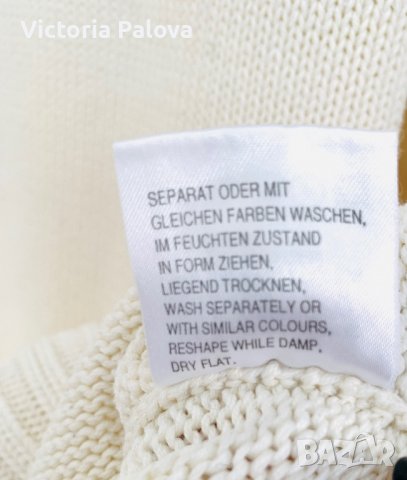 Victoria Palova
SEPARAT ODER MIT
GLEICHEN FARBEN WASCHEN,
IM FEUCHTEN ZUSTAND
IN FORM ZIEHEN,
LIEGEND TROCKNEN,
WASH SEPARATELY OR
WITH SIMILAR COLOURS,
RESHAPE WHILE DAMP,
DRY FLAT.
BAZAR